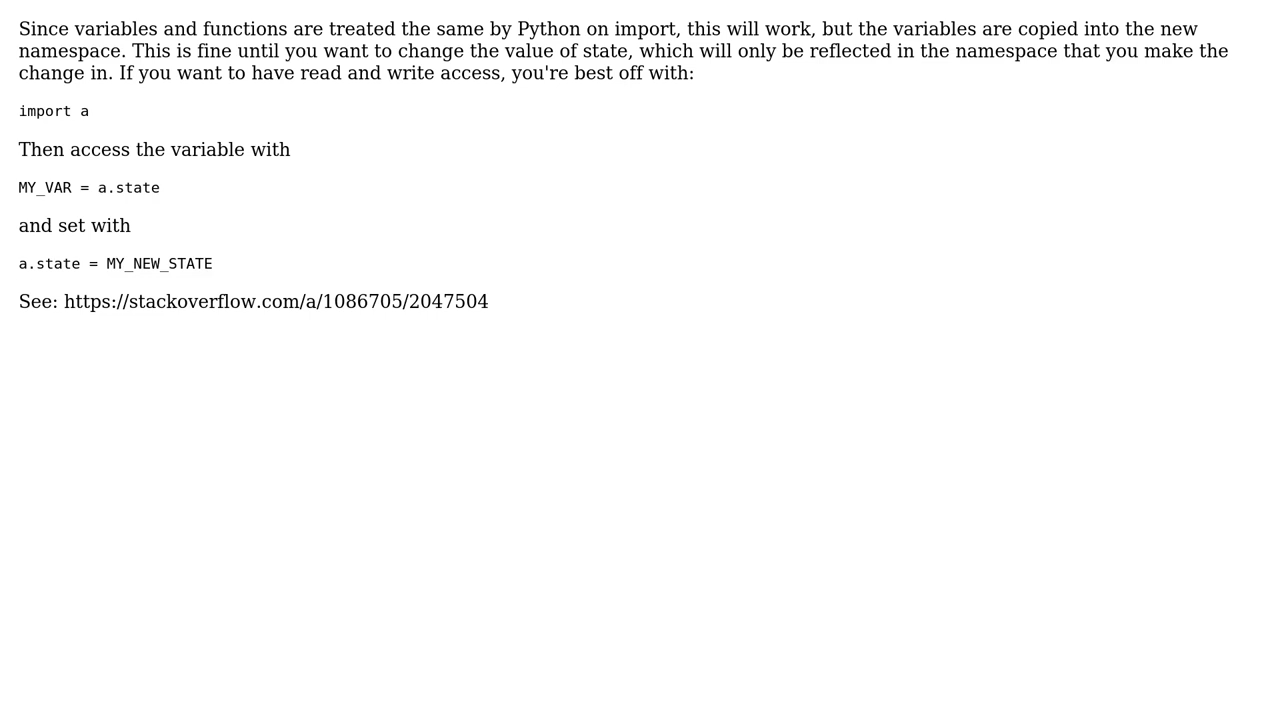 Since variables and functions are treated the same by Python on import, this will work, but the variables are copied into the new
namespace. This is fine until you want to change the value of state, which will only be reflected in the namespace that you make the
change in. If you want to have read and write access, you're best off with:
import a
Then access the variable with
MY_VAR = a.state
and set with
a.state = MY_NEW_STATE
See: https://stackoverflow.com/a/1086705/2047504